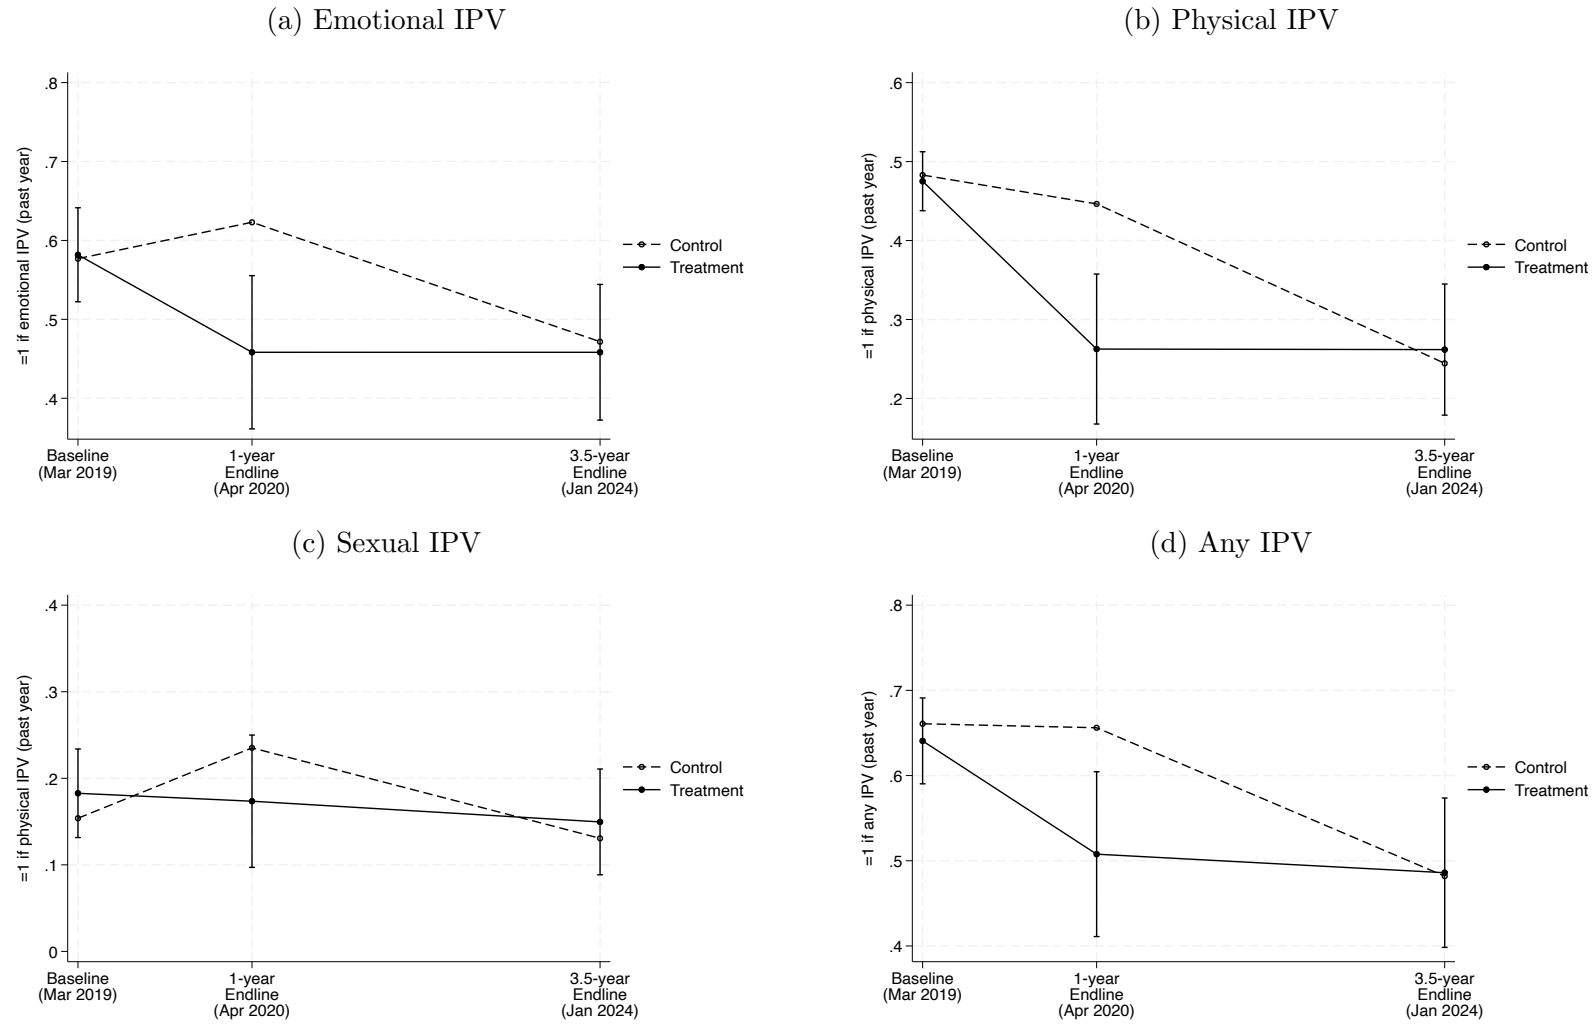 (a) Emotional IPV
=1 if emotional IPV (past year)
.8
.7
.6
.5
.4
Baseline
(Mar 2019)
1-year
Endline
(Apr 2020)
3.5-year
Endline
(Jan 2024)
Control
Treatment
(b) Physical IPV
=1 if physical IPV (past year)
.6
.5
.4
.3
.2
Baseline
(Mar 2019)
1-year
Endline
(Apr 2020)
3.5-year
Endline
(Jan 2024)
Control
Treatment
(c) Sexual IPV
=1 if physical IPV (past year)
.4
.3
.2
.1
0
Baseline
(Mar 2019)
1-year
Endline
(Apr 2020)
3.5-year
Endline
(Jan 2024)
Control
Treatment
(d) Any IPV
=1 if any IPV (past year)
.8
.7
.6
.5
.4
Baseline
(Mar 2019)
1-year
Endline
(Apr 2020)
3.5-year
Endline
(Jan 2024)
Control
Treatment